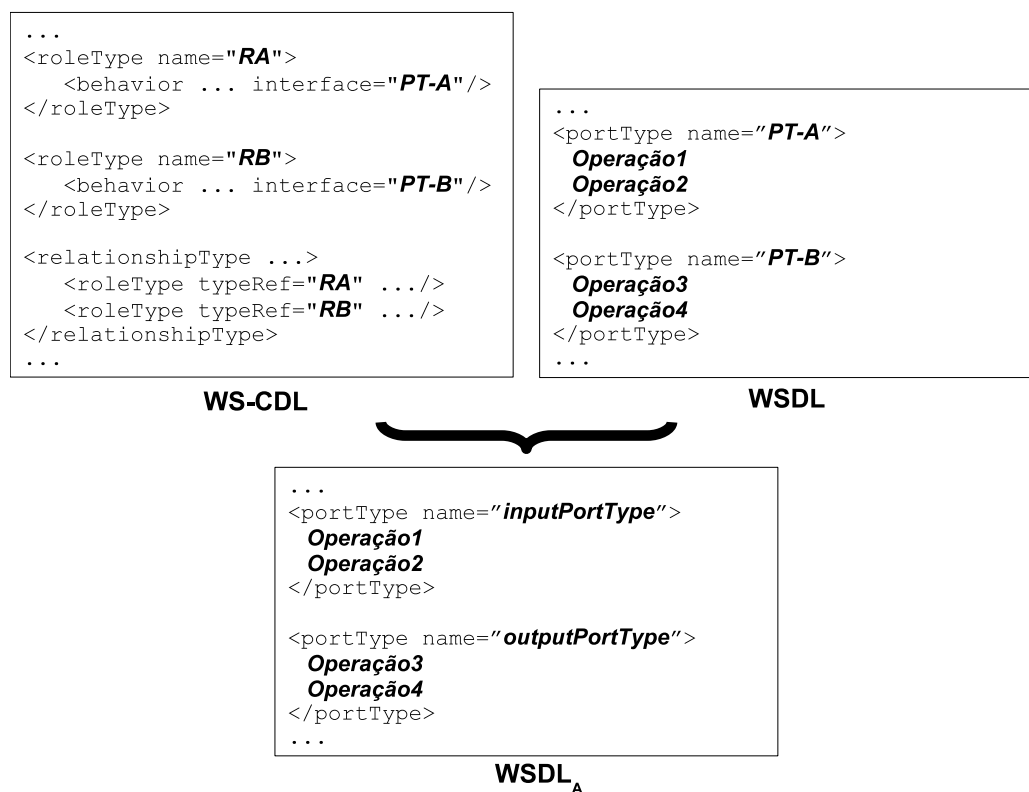 ...
<roleType name="RA">
   <behavior ... interface="PT-A"/>
</roleType>

<roleType name="RB">
   <behavior ... interface="PT-B"/>
</roleType>

<relationshipType ...>
   <roleType typeRef="RA" .../>
   <roleType typeRef="RB" .../>
</relationshipType>
...
WS-CDL
...
<portType name="PT-A">
  Operação1
  Operação2
</portType>

<portType name="PT-B">
  Operação3
  Operação4
</portType>
...
WSDL
...
<portType name="inputPortType">
  Operação1
  Operação2
</portType>

<portType name="outputPortType">
  Operação3
  Operação4
</portType>
...
WSDLA